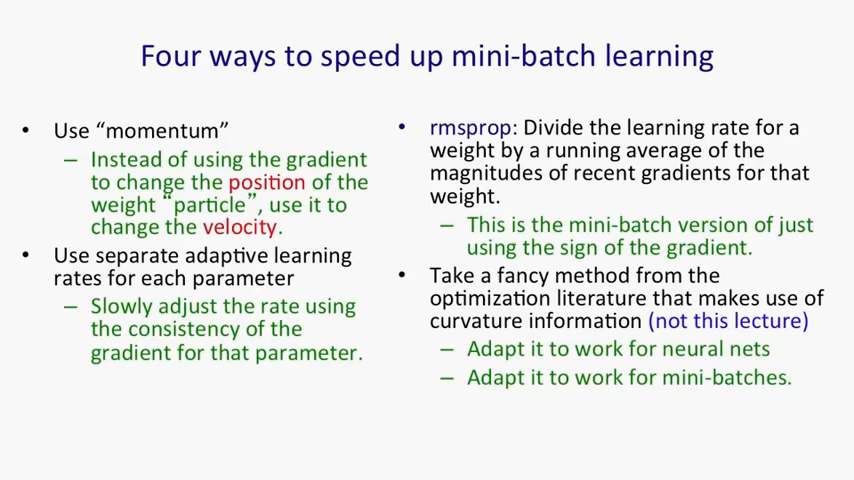 Four ways to speed up mini-batch learning
• Use “momentum”
– Instead of using the gradient
to change the position of the
weight “particle”, use it to
change the velocity.
• Use separate adaptive learning
rates for each parameter
– Slowly adjust the rate using
the consistency of the
gradient for that parameter.
• rmsprop: Divide the learning rate for a
weight by a running average of the
magnitudes of recent gradients for that
weight.
– This is the mini-batch version of just
using the sign of the gradient.
• Take a fancy method from the
optimization literature that makes use of
curvature information (not this lecture)
– Adapt it to work for neural nets
– Adapt it to work for mini-batches.